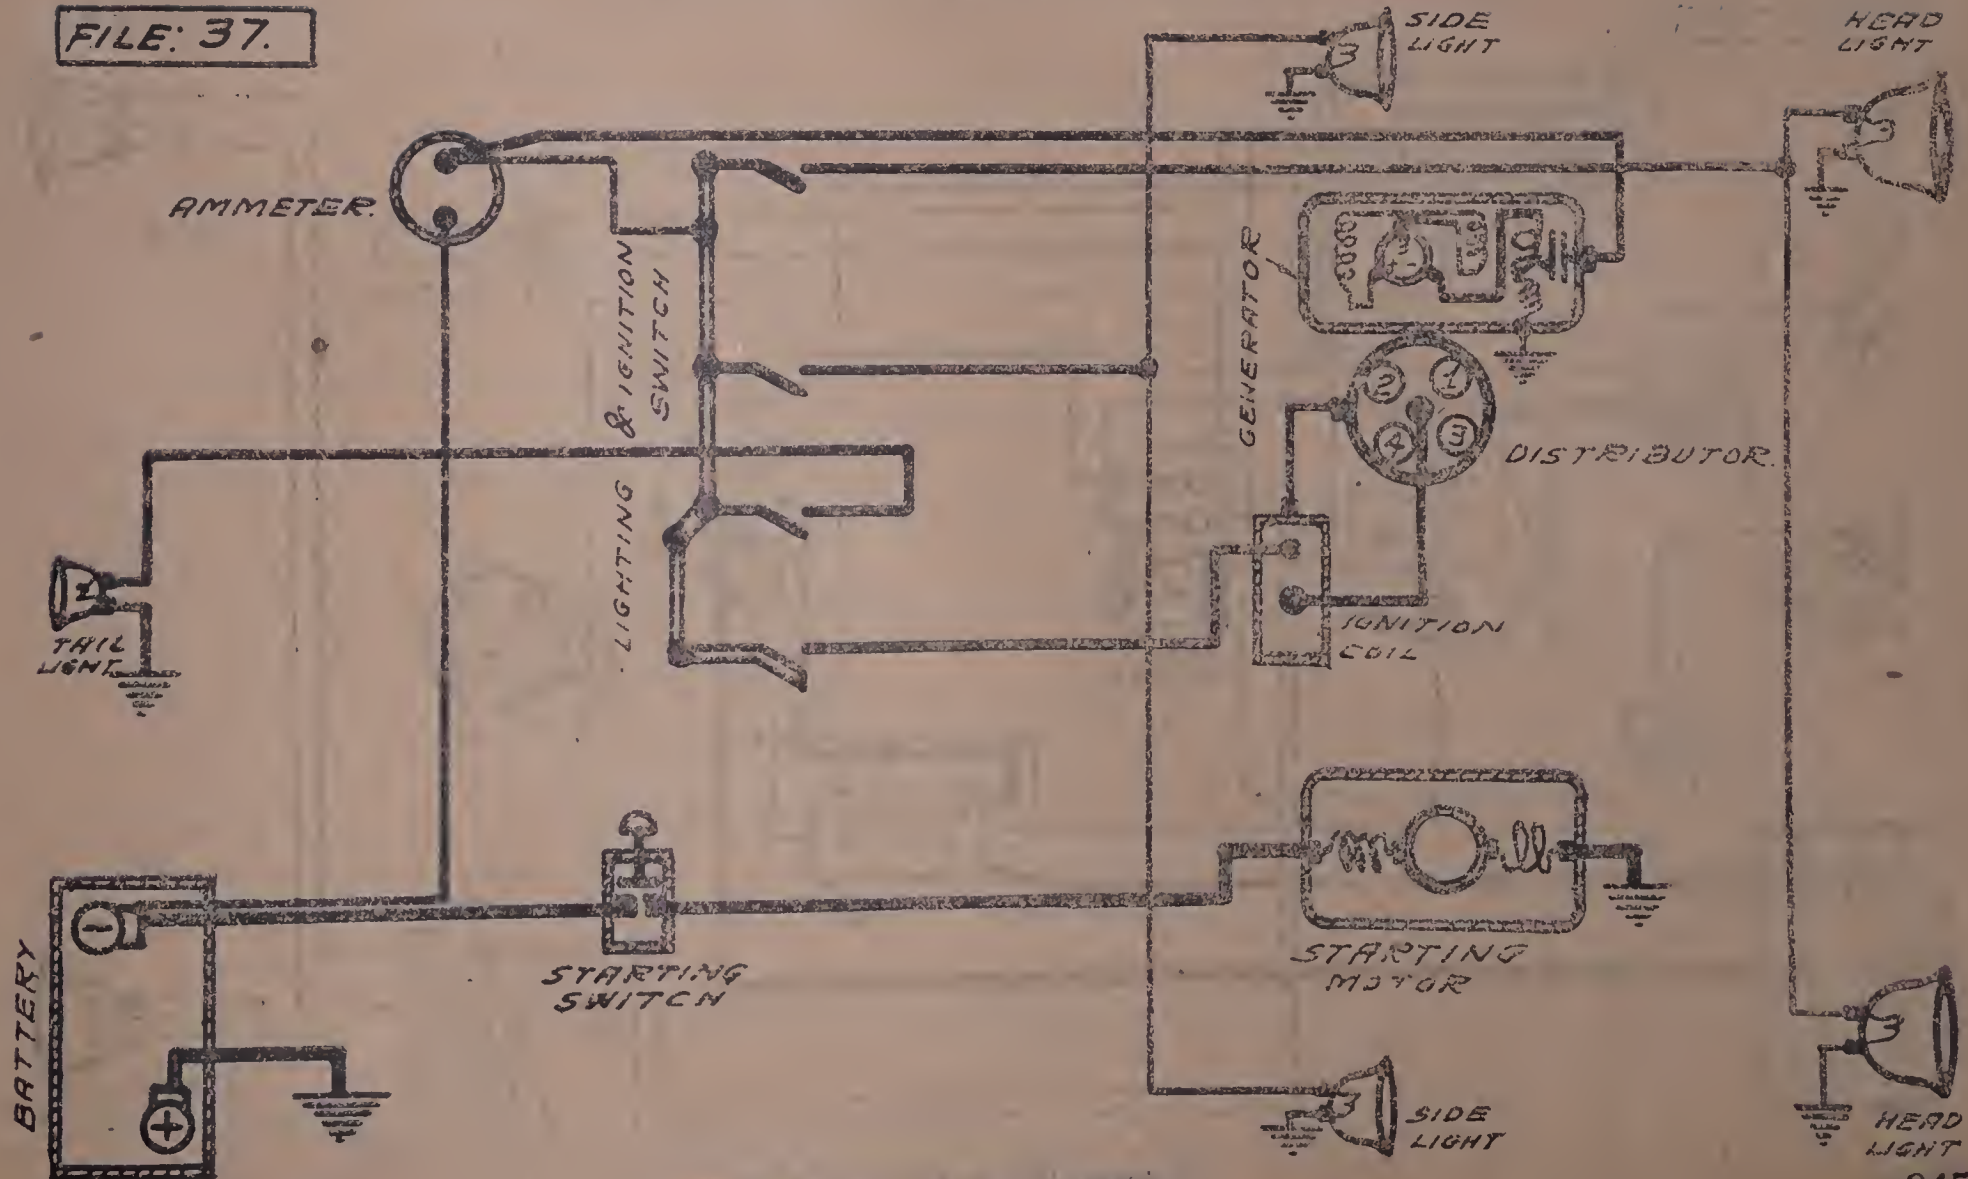 FILE: 37.
SIDE
LIGHT
HEAD
LIGHT
AMMETER.
LIGHTING & IGNITION
SWITCH
GENERATOR
2
1
4
3
DISTRIBUTOR.
TAIL
LIGHT
IGNITION
COIL
BATTERY
-
+
STARTING
SWITCH
STARTING
MOTOR
SIDE
LIGHT
HEAD
LIGHT